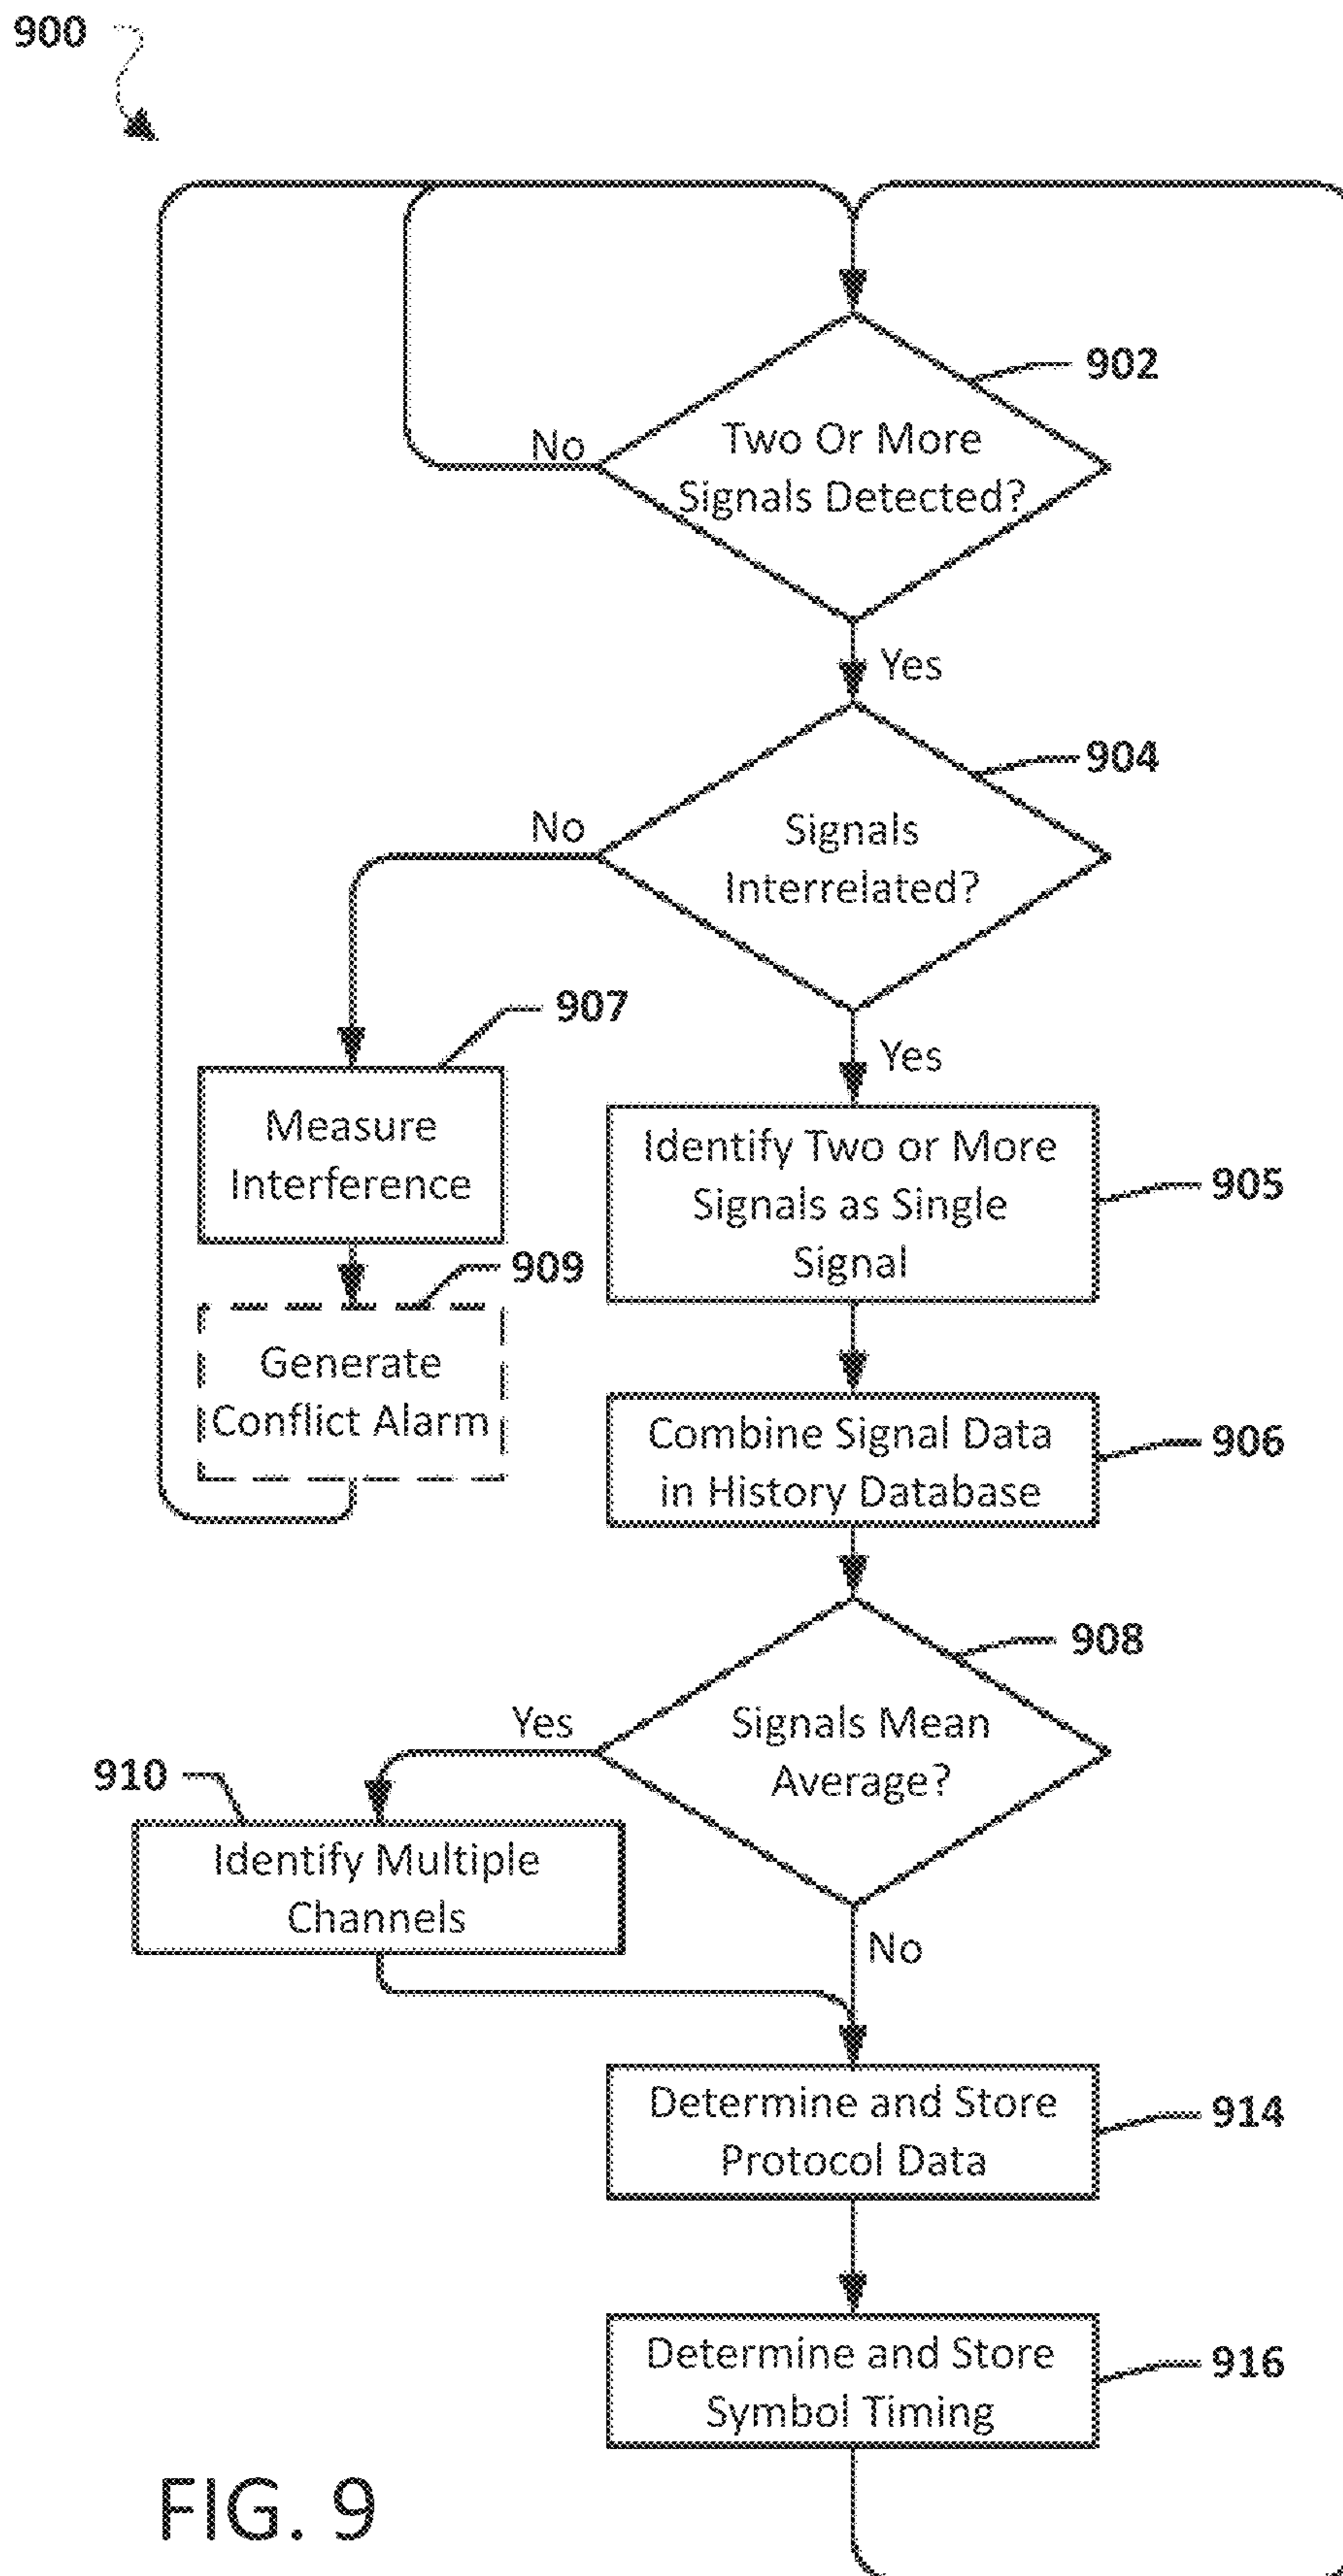 900
902
Two Or More
Signals Detected?
No
Yes
904
Signals
Interrelated?
No
Yes
907
Measure
Interference
905
Identify Two or More
Signals as Single
Signal
909
Generate
Conflict Alarm
906
Combine Signal Data
in History Database
908
Signals Mean
Average?
Yes
910
Identify Multiple
Channels
No
914
Determine and Store
Protocol Data
916
Determine and Store
Symbol Timing
FIG. 9